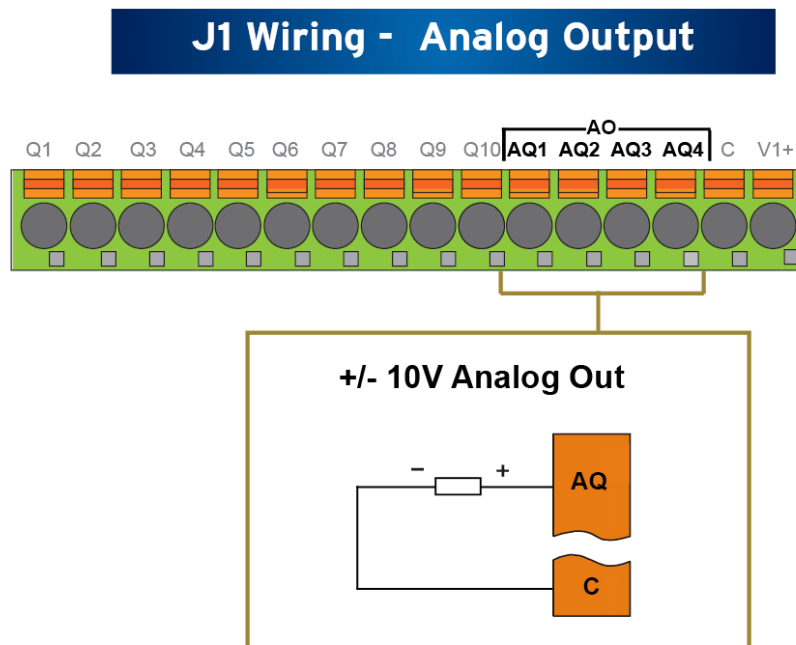 J1 Wiring - Analog Output
AO
Q1 Q2 Q3 Q4 Q5 Q6 Q7 Q8 Q9 Q10 AQ1 AQ2 AQ3 AQ4 C V1+
+/- 10V Analog Out
− +
AQ
C